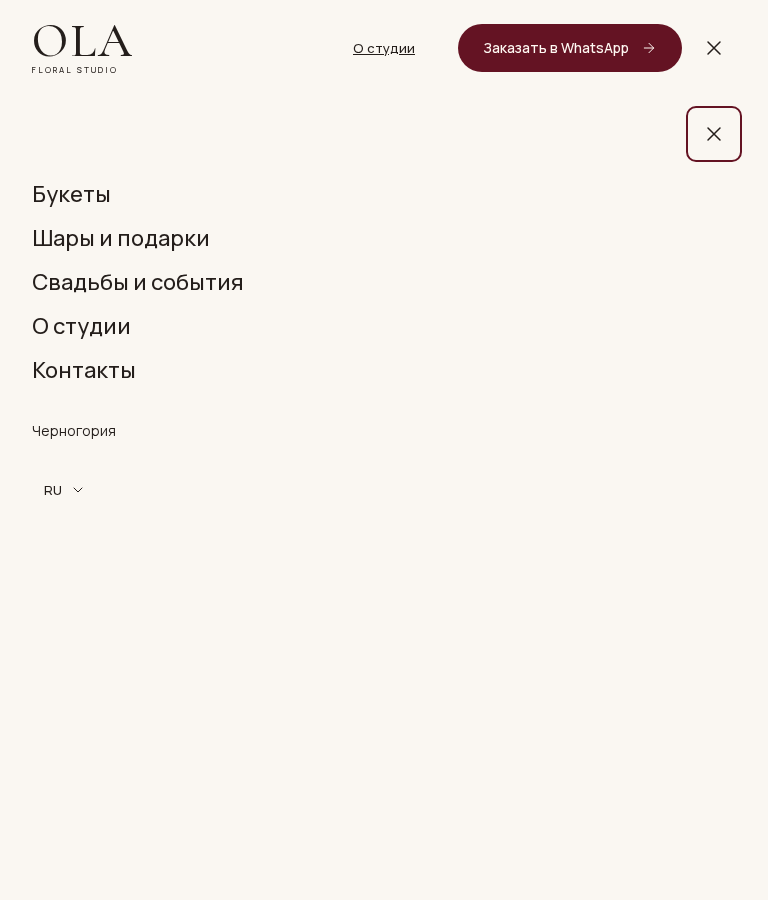 OLA
FLORAL STUDIO
О студии
Заказать в WhatsApp
Букеты
Шары и подарки
Свадьбы и события
О студии
Контакты
Черногория
RU